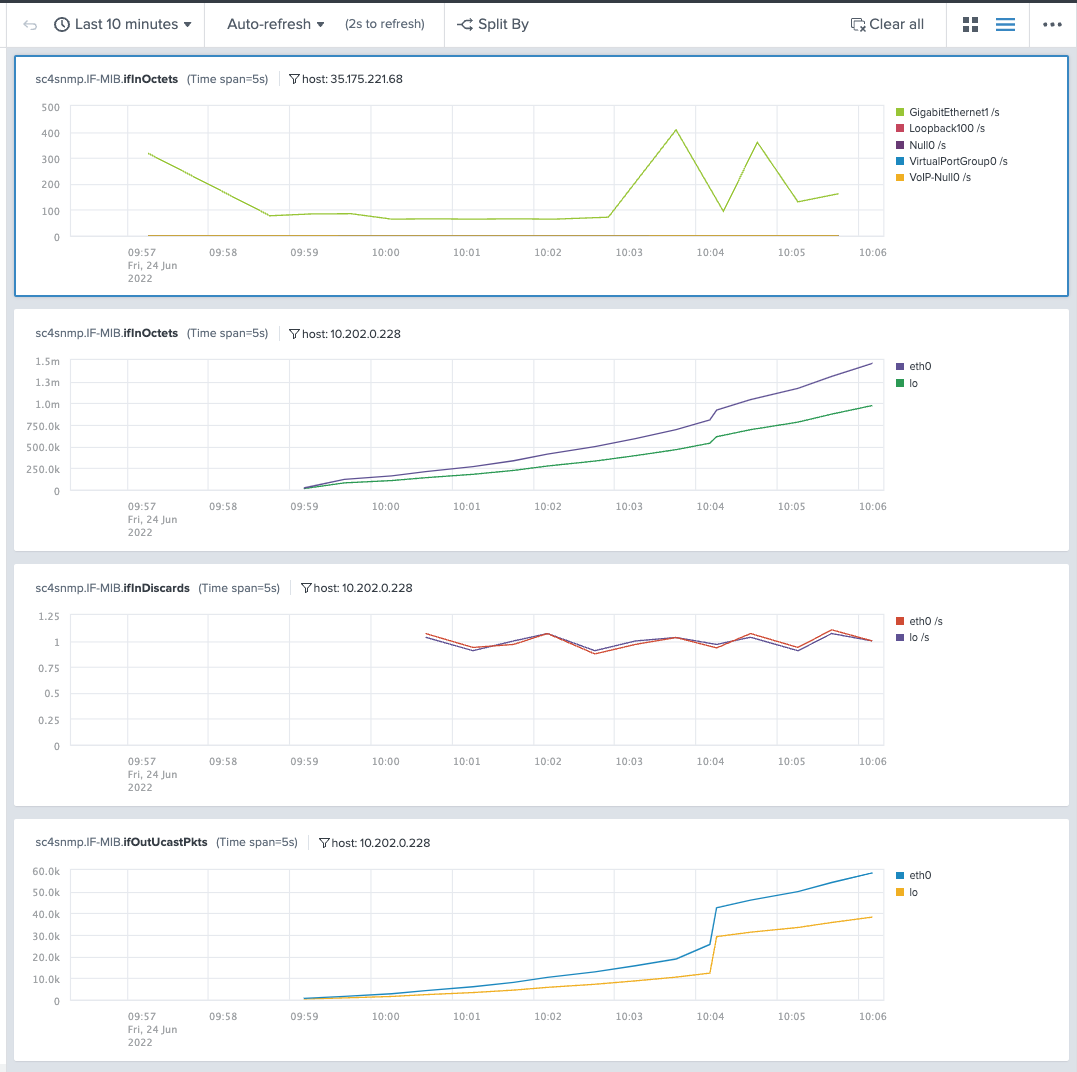 Last 10 minutes Auto-refresh (2s to refresh) Split By Clear all
sc4snmp.IF-MIB.ifInOctets (Time span=5s) host: 35.175.221.68
500
400
300
200
100
0
09:57 09:58 09:59 10:00 10:01 10:02 10:03 10:04 10:05 10:06
Fri, 24 Jun
2022
GigabitEthernet1 /s
Loopback100 /s
Null0 /s
VirtualPortGroup0 /s
VoIP-Null0 /s
sc4snmp.IF-MIB.ifInOctets (Time span=5s) host: 10.202.0.228
1.5m
1.3m
1.0m
750.0k
500.0k
250.0k
0
09:57 09:58 09:59 10:00 10:01 10:02 10:03 10:04 10:05 10:06
Fri, 24 Jun
2022
eth0
lo
sc4snmp.IF-MIB.ifInDiscards (Time span=5s) host: 10.202.0.228
1.25
1
0.75
0.5
0.25
0
09:57 09:58 09:59 10:00 10:01 10:02 10:03 10:04 10:05 10:06
Fri, 24 Jun
2022
eth0 /s
lo /s
sc4snmp.IF-MIB.ifOutUcastPkts (Time span=5s) host: 10.202.0.228
60.0k
50.0k
40.0k
30.0k
20.0k
10.0k
0
09:57 09:58 09:59 10:00 10:01 10:02 10:03 10:04 10:05 10:06
Fri, 24 Jun
2022
eth0
lo